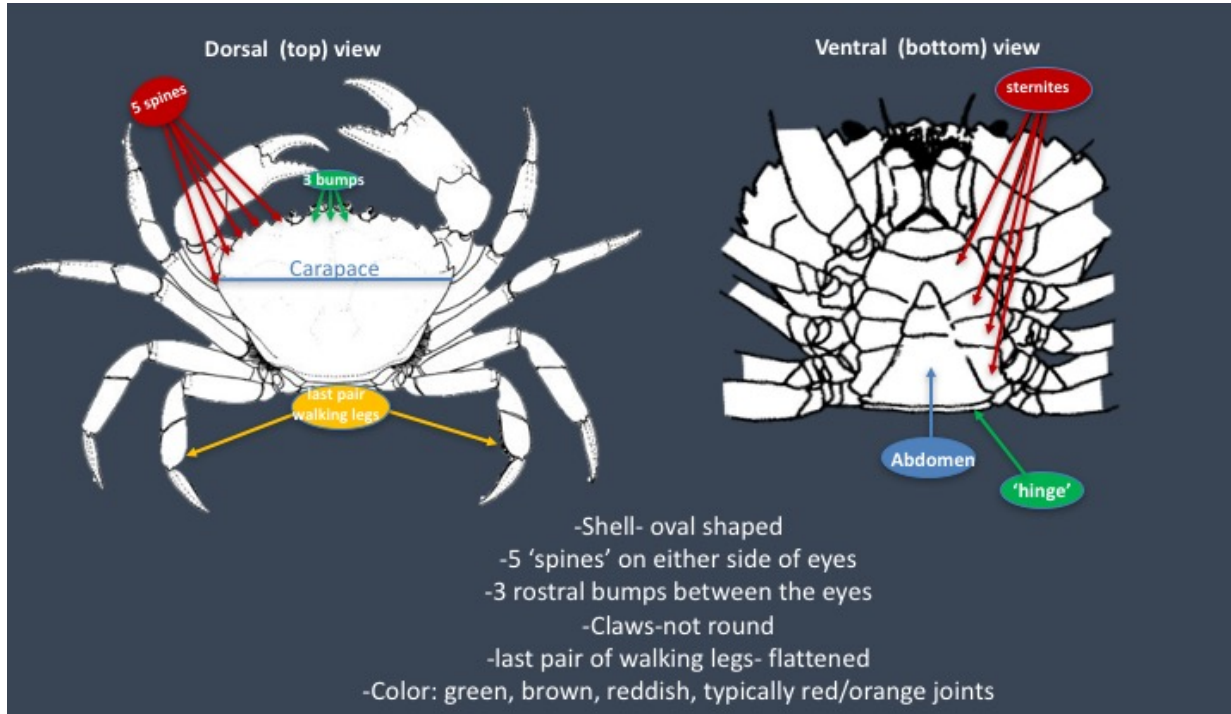 Dorsal (top) view
5 spines
3 bumps
Carapace
last pair
walking legs
Ventral (bottom) view
sternites
Abdomen
‘hinge’
-Shell- oval shaped
-5 ‘spines’ on either side of eyes
-3 rostral bumps between the eyes
-Claws-not round
-last pair of walking legs- flattened
-Color: green, brown, reddish, typically red/orange joints